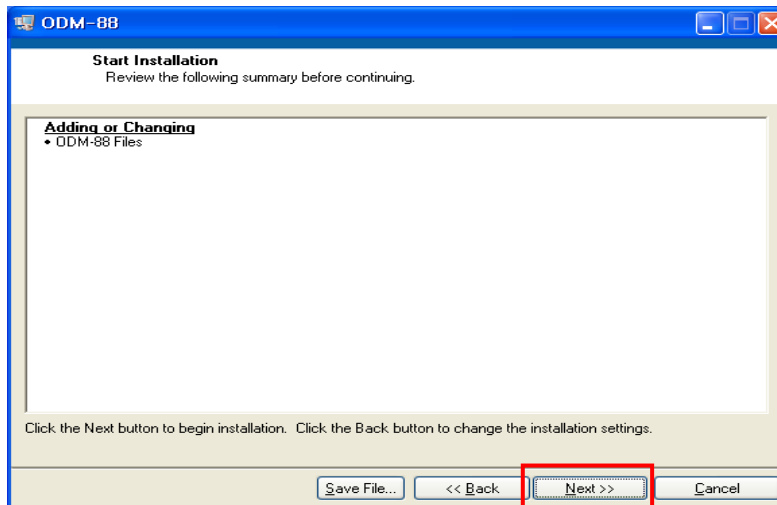 ODM-88
Start Installation
Review the following summary before continuing.
Adding or Changing
• ODM-88 Files
Click the Next button to begin installation. Click the Back button to change the installation settings.
Save File... << Back Next >> Cancel